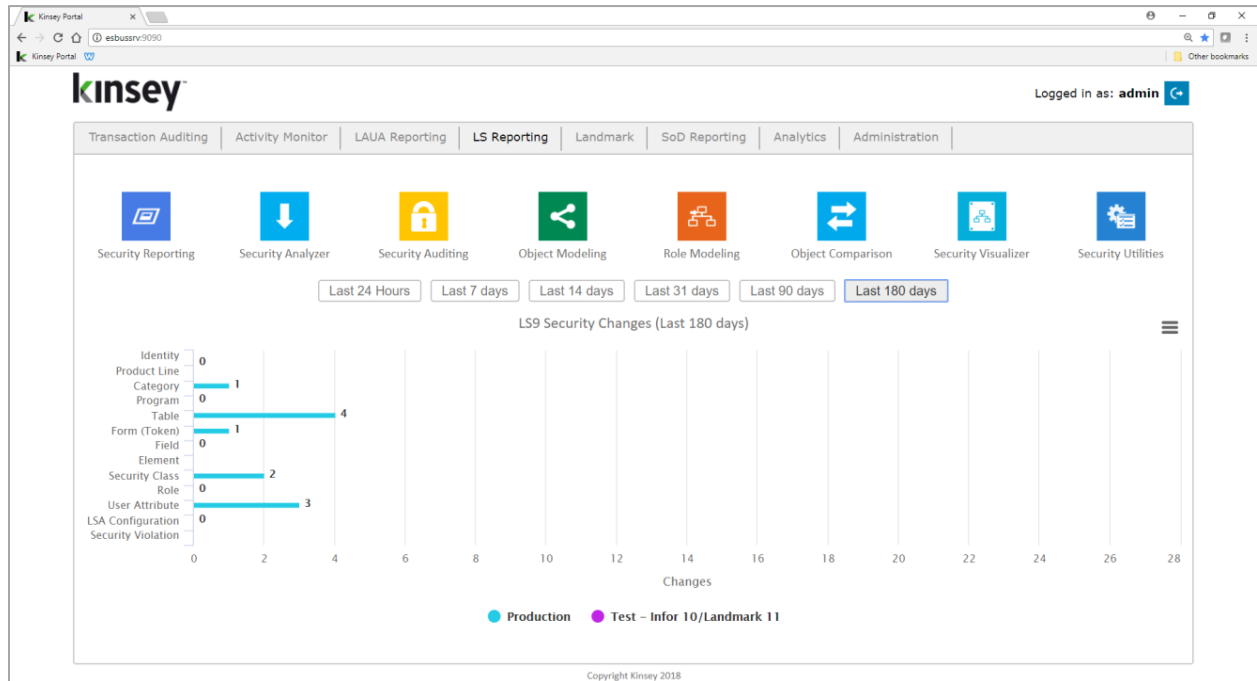 Kinsey Portal
esbussrv:9090
Kinsey Portal
Other bookmarks
kinsey
Logged in as: admin
Transaction Auditing Activity Monitor LAUA Reporting LS Reporting Landmark SoD Reporting Analytics Administration
Security Reporting Security Analyzer Security Auditing Object Modeling Role Modeling Object Comparison Security Visualizer Security Utilities
Last 24 Hours Last 7 days Last 14 days Last 31 days Last 90 days Last 180 days
LS9 Security Changes (Last 180 days)
Identity 0
Product Line
Category 1
Program 0
Table 4
Form (Token) 1
Field 0
Element
Security Class 2
Role 0
User Attribute 3
LSA Configuration 0
Security Violation
0 2 4 6 8 10 12 14 16 18 20 22 24 26 28
Changes
Production Test – Infor 10/Landmark 11
Copyright Kinsey 2018